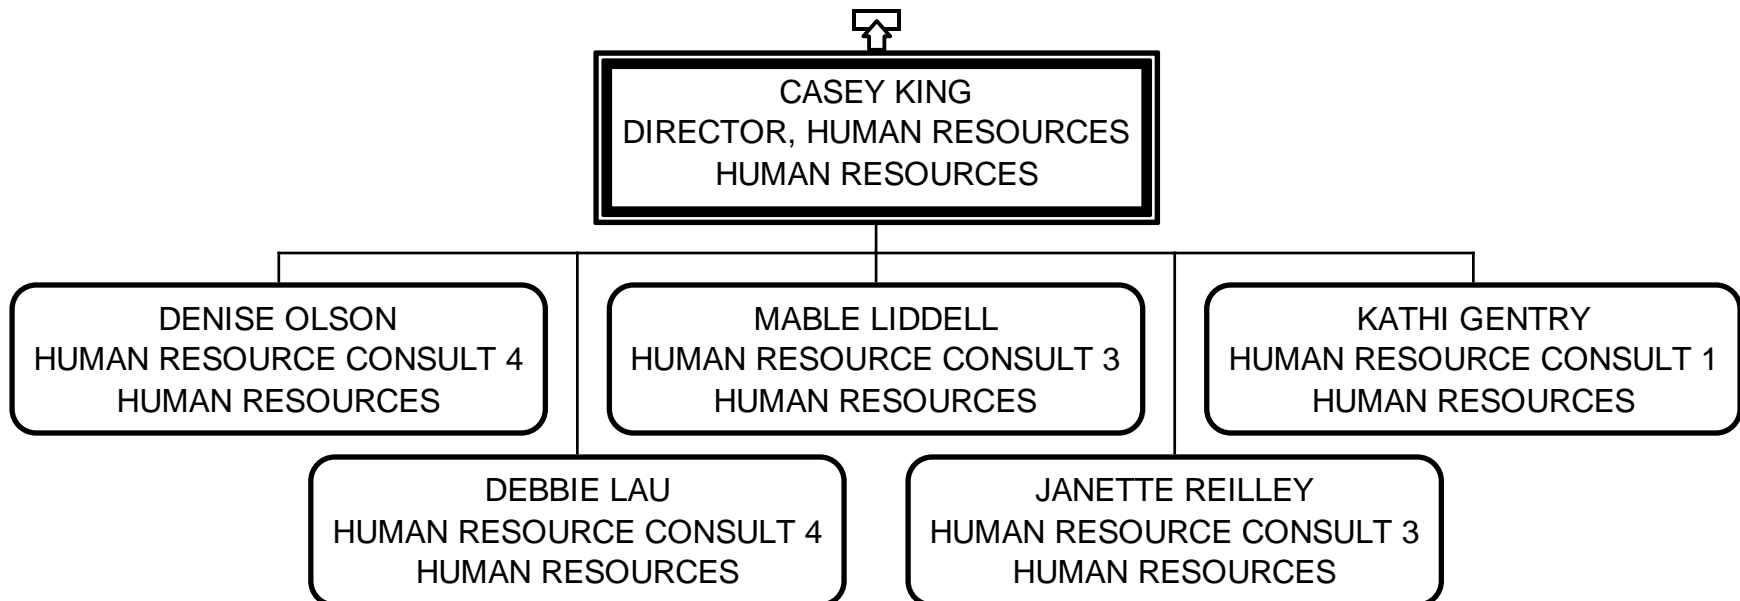 CASEY KING
DIRECTOR, HUMAN RESOURCES
HUMAN RESOURCES
DENISE OLSON
HUMAN RESOURCE CONSULT 4
HUMAN RESOURCES
MABLE LIDDELL
HUMAN RESOURCE CONSULT 3
HUMAN RESOURCES
KATHI GENTRY
HUMAN RESOURCE CONSULT 1
HUMAN RESOURCES
DEBBIE LAU
HUMAN RESOURCE CONSULT 4
HUMAN RESOURCES
JANETTE REILLEY
HUMAN RESOURCE CONSULT 3
HUMAN RESOURCES